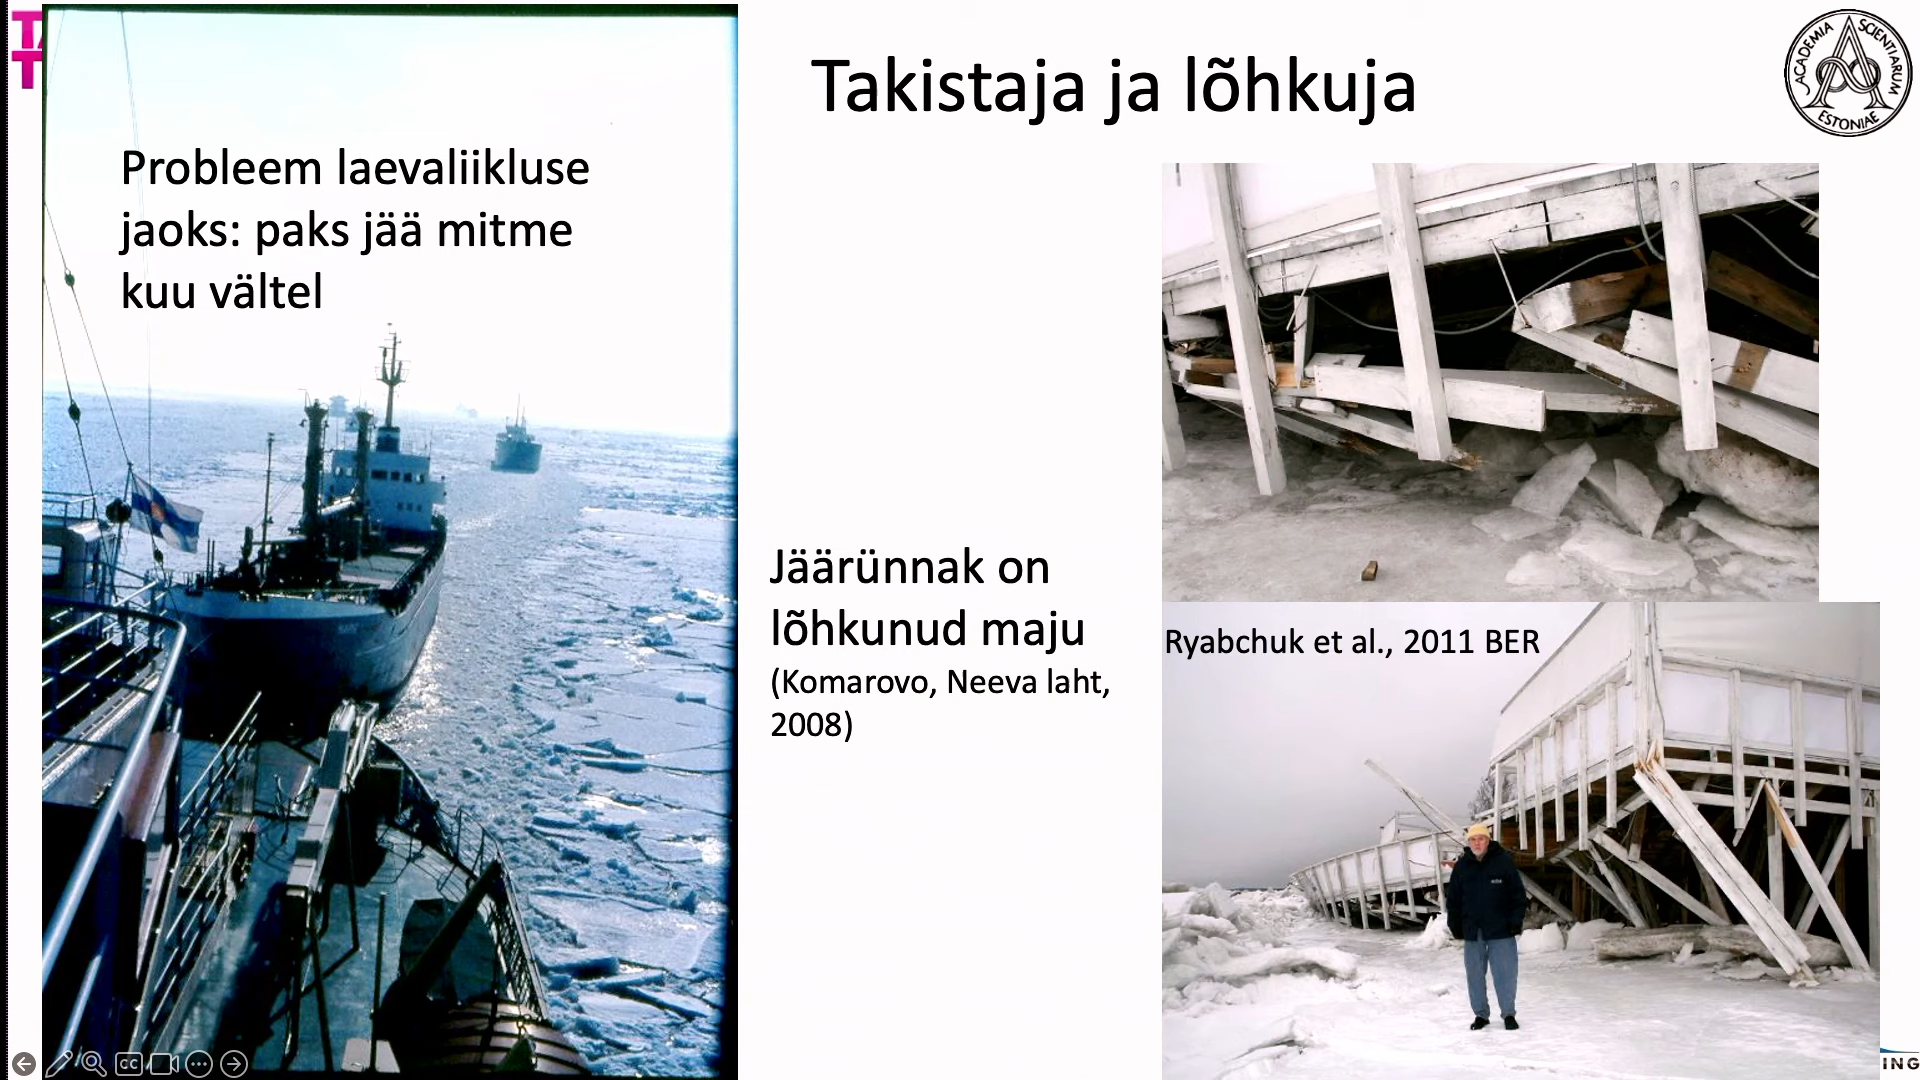 Takistaja ja lõhkuja
ACADEMIA SCIENTIARUM ESTONIAE
Probleem laevaliikluse
jaoks: paks jää mitme
kuu vältel
Jäärünnak on
lõhkunud maju
(Komarovo, Neeva laht,
2008)
Ryabchuk et al., 2011 BER
CC
ING